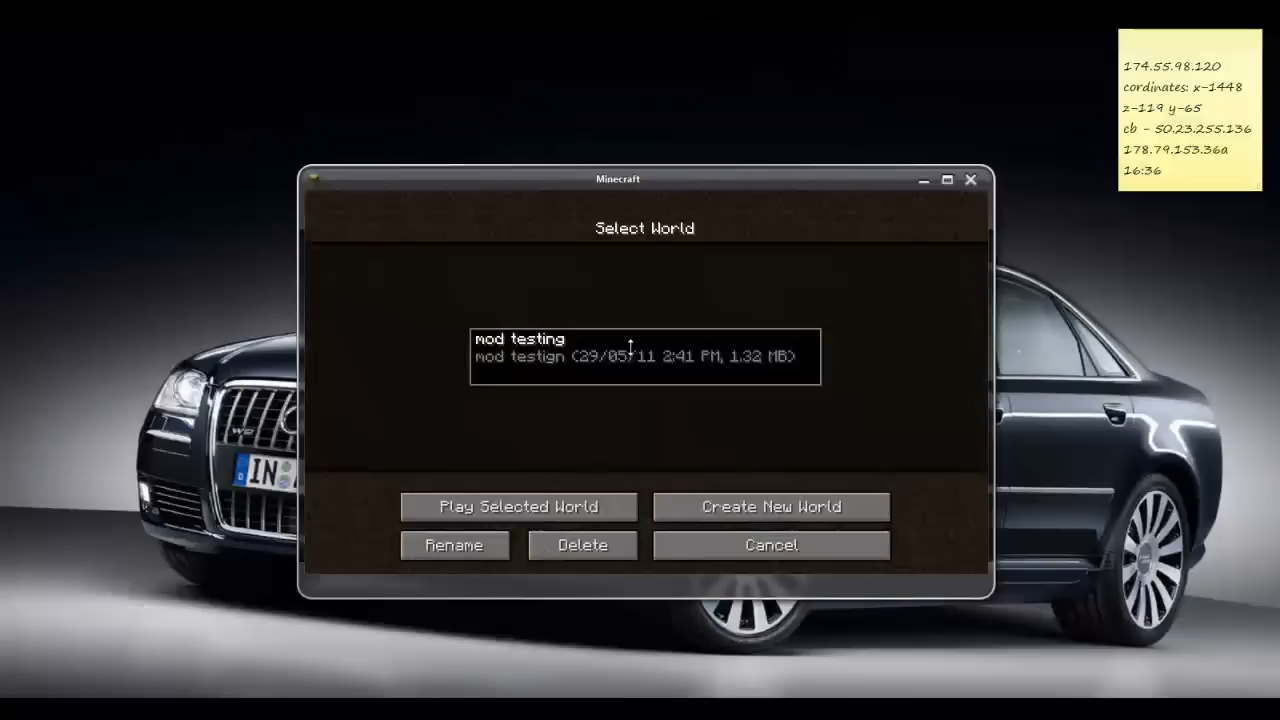 174.55.98.120
cordinates: x-1448
z-119 y-65
cb - 50.23.255.136
178.79.153.36a
16:36
Minecraft
Select World
mod testing
mod testign (29/05/11 2:41 PM, 1.32 MB)
Play Selected World
Create New World
Rename
Delete
Cancel
IN